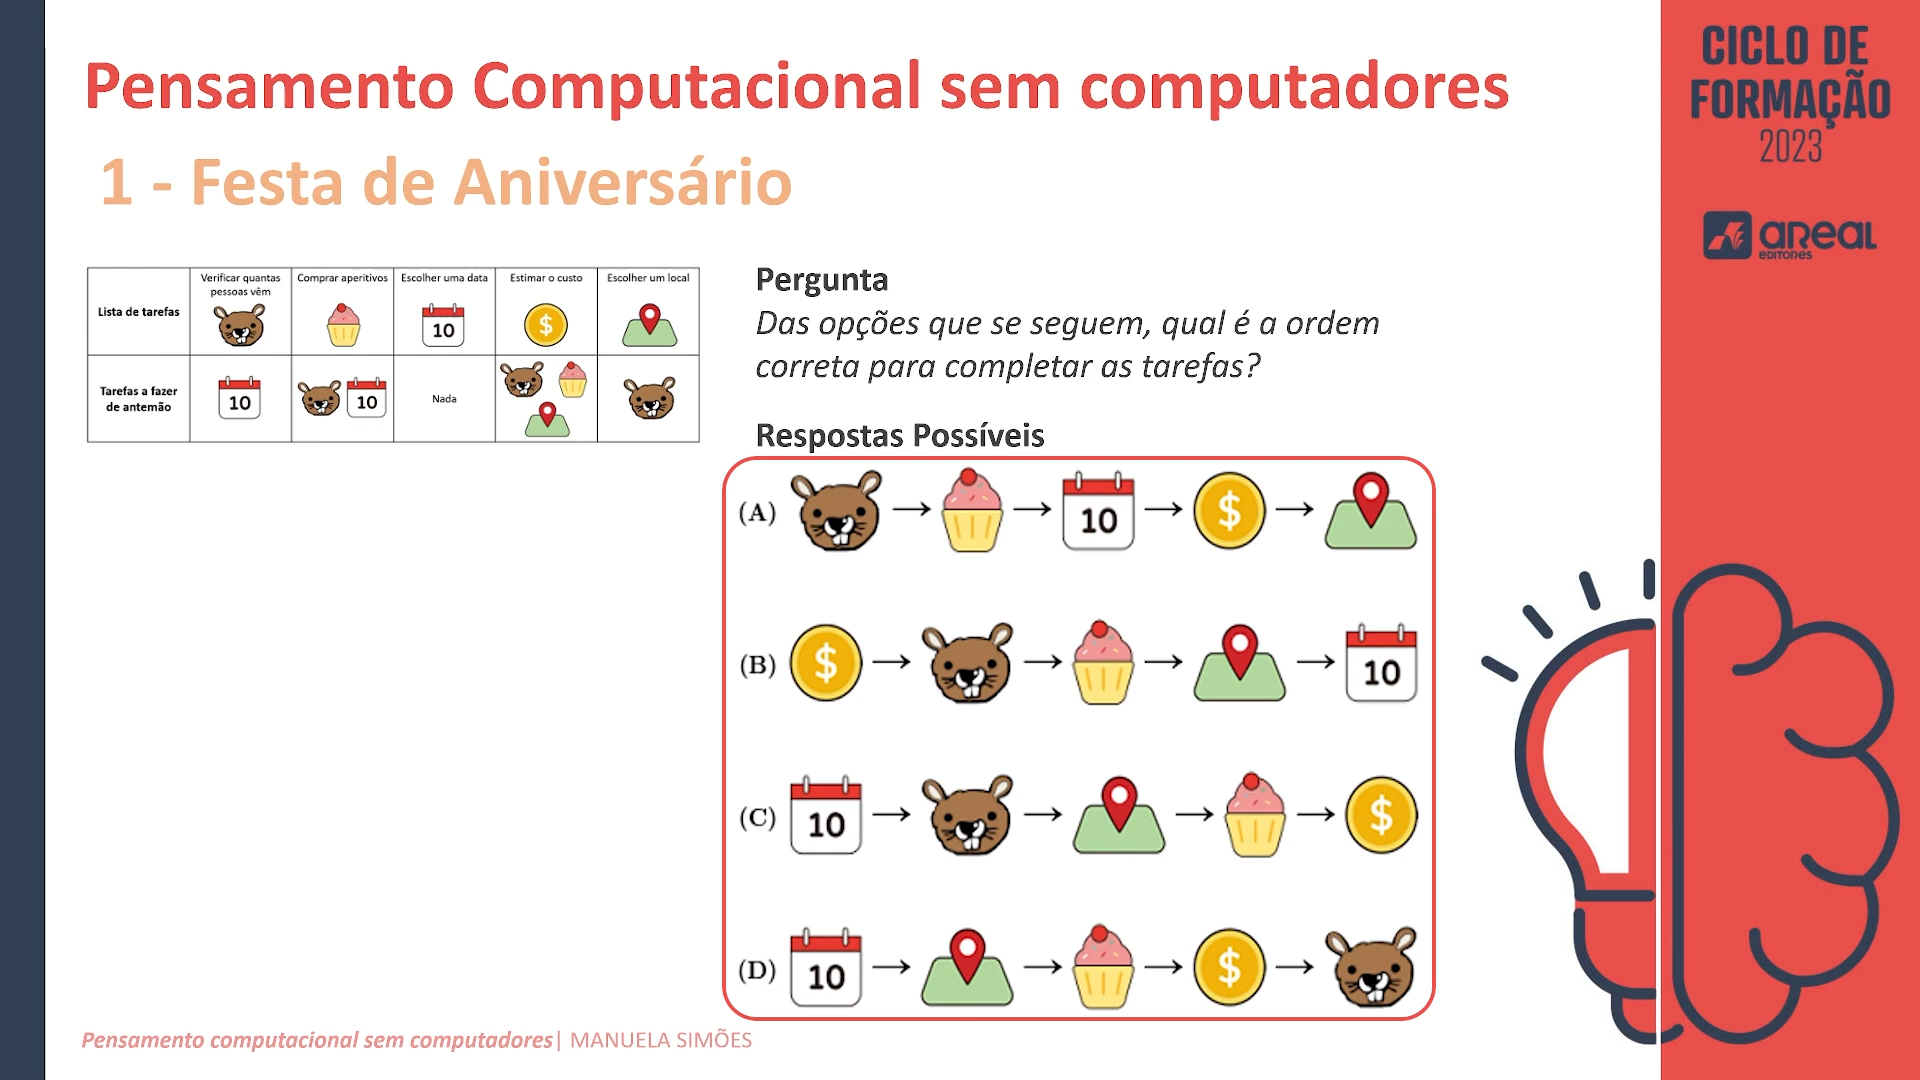 Pensamento Computacional sem computadores
1 - Festa de Aniversário
CICLO DE
FORMAÇÃO
2023
areal
EDITORES
Lista de tarefas
Verificar quantas
pessoas vêm
Comprar aperitivos
Escolher uma data
10
Estimar o custo
$
Escolher um local
Tarefas a fazer
de antemão
10
10
Nada
Pergunta
Das opções que se seguem, qual é a ordem
correta para completar as tarefas?
Respostas Possíveis
(A) → → 10 → $ →
(B) $ → → → → 10
(C) 10 → → → → $
(D) 10 → → → $ →
Pensamento computacional sem computadores| MANUELA SIMÕES